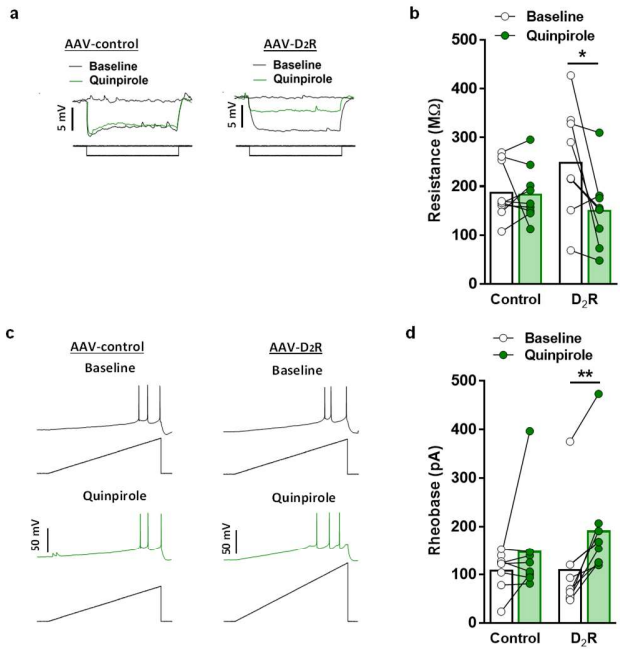 a
AAV-control
Baseline
Quinpirole
5 mV
AAV-D2R
Baseline
Quinpirole
5 mV
b
Baseline
Quinpirole
*
Resistance (MΩ)
500
400
300
200
100
0
Control
D₂R
c
AAV-control
Baseline
Quinpirole
50 mV
AAV-D2R
Baseline
Quinpirole
50 mV
d
Baseline
Quinpirole
**
Rheobase (pA)
500
400
300
200
100
0
Control
D₂R